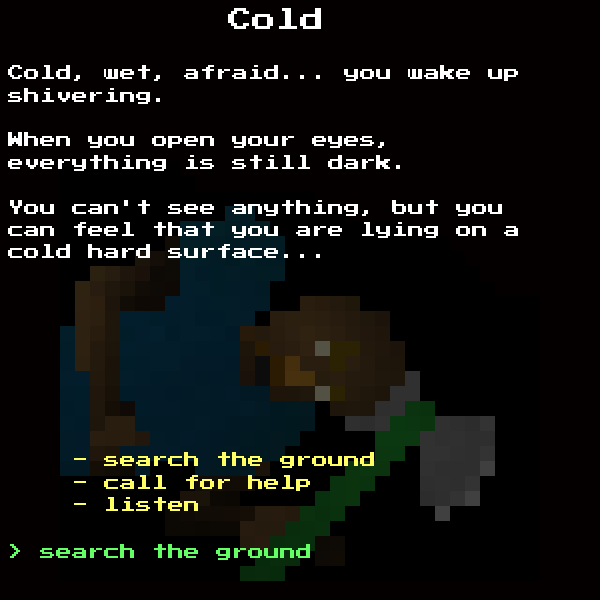 Cold
Cold, wet, afraid... you wake up
shivering.
When you open your eyes,
everything is still dark.
You can't see anything, but you
can feel that you are lying on a
cold hard surface...
- search the ground
- call for help
- listen
> search the ground